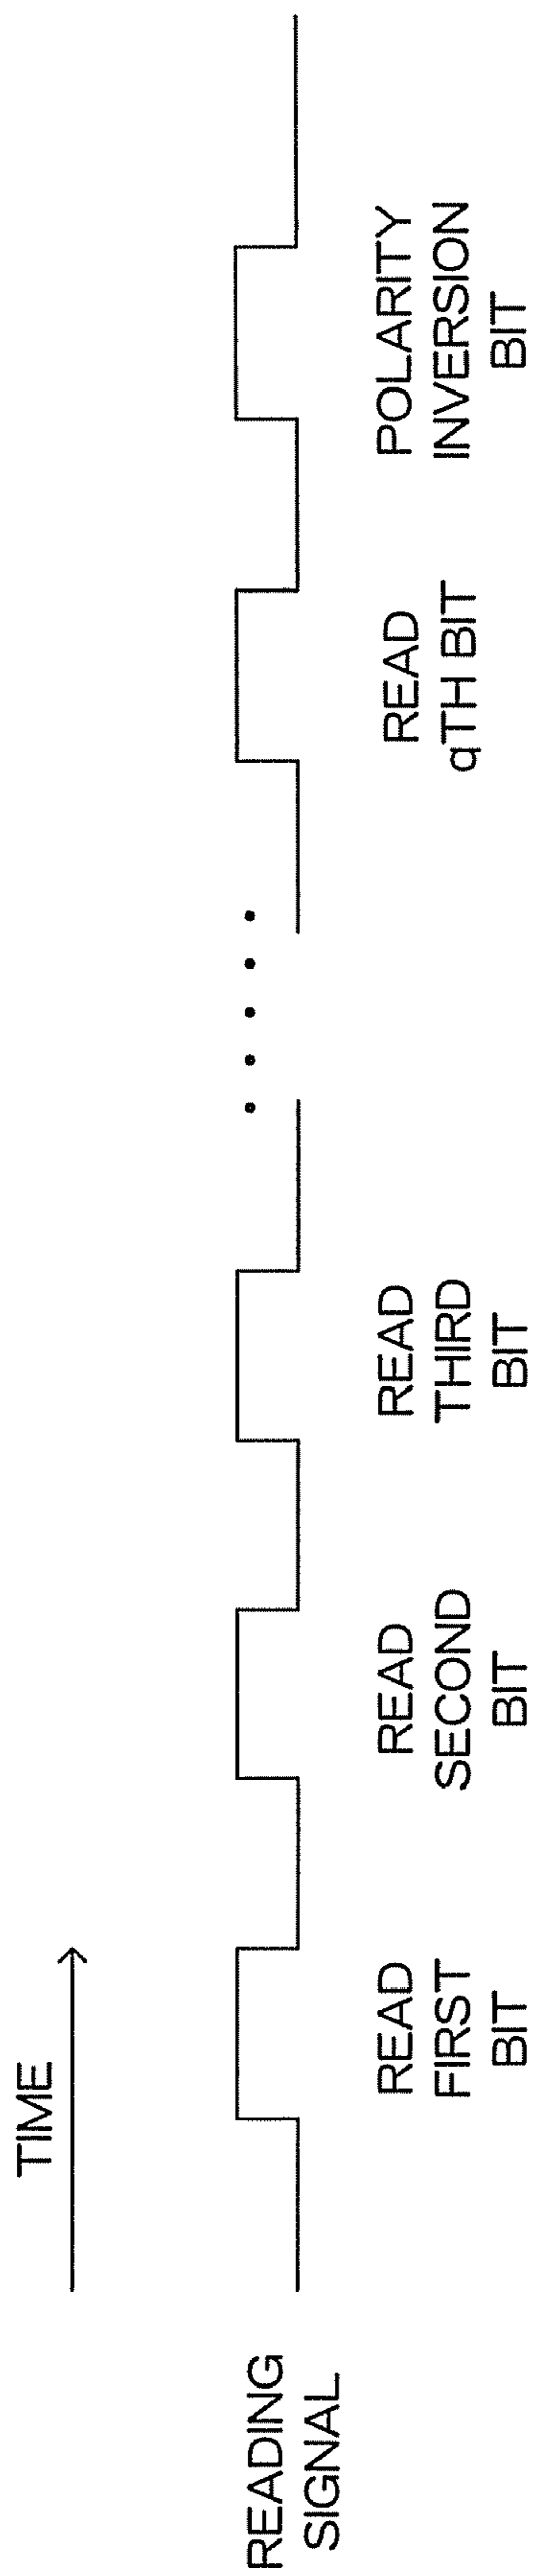 TIME
READING
SIGNAL
READ
FIRST
BIT
READ
SECOND
BIT
READ
THIRD
BIT
READ
qTH BIT
POLARITY
INVERSION
BIT